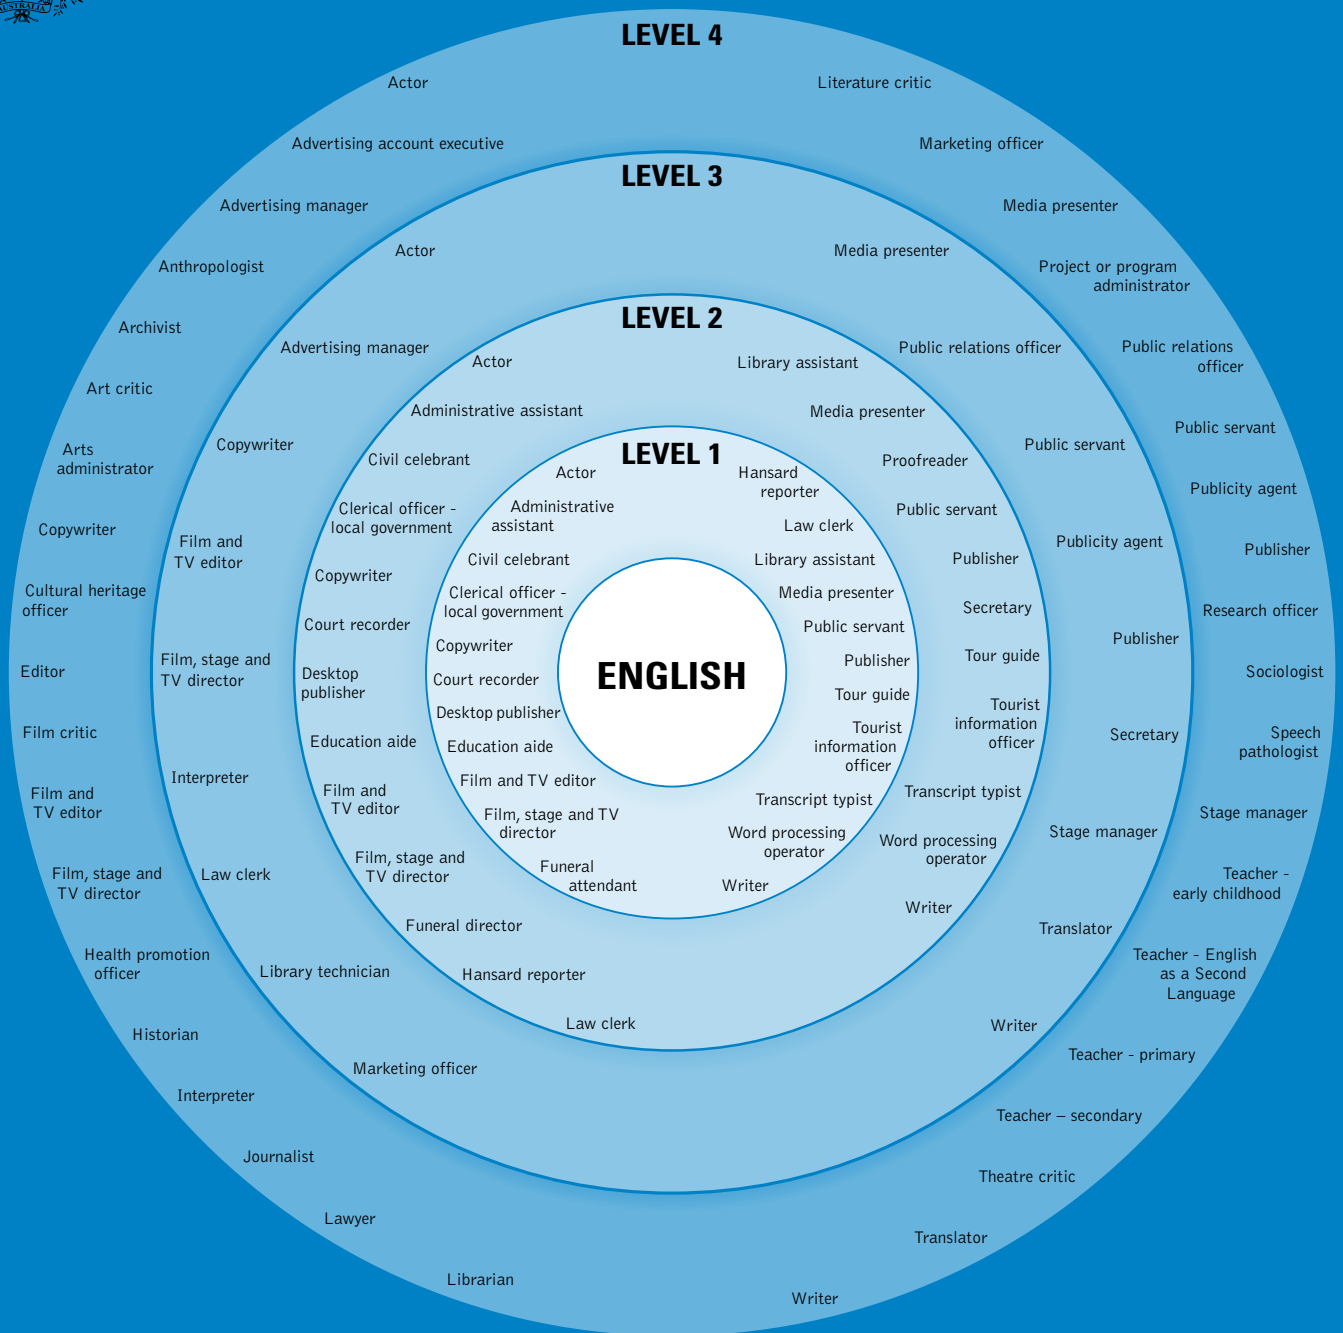 AUSTRALIA
LEVEL 4
Actor
Advertising account executive
Advertising manager
Anthropologist
Archivist
Art critic
Arts
administrator
Copywriter
Cultural heritage
officer
Editor
Film critic
Film and
TV editor
Film, stage and
TV director
Health promotion
officer
Historian
Interpreter
Journalist
Lawyer
Librarian
Literature critic
Marketing officer
Media presenter
Project or program
administrator
Public relations
officer
Public servant
Publicity agent
Publisher
Research officer
Sociologist
Speech
pathologist
Stage manager
Teacher -
early childhood
Teacher - English
as a Second
Language
Teacher - primary
Teacher – secondary
Theatre critic
Translator
Writer
LEVEL 3
Actor
Advertising manager
Copywriter
Film and
TV editor
Film, stage and
TV director
Interpreter
Law clerk
Library technician
Marketing officer
Media presenter
Public relations officer
Public servant
Publicity agent
Publisher
Secretary
Stage manager
Translator
Writer
LEVEL 2
Actor
Administrative assistant
Civil celebrant
Clerical officer -
local government
Copywriter
Court recorder
Desktop
publisher
Education aide
Film and
TV editor
Film, stage and
TV director
Funeral director
Hansard reporter
Law clerk
Library assistant
Media presenter
Proofreader
Public servant
Publisher
Secretary
Tour guide
Tourist
information
officer
Transcript typist
Word processing
operator
Writer
LEVEL 1
Actor
Administrative
assistant
Civil celebrant
Clerical officer -
local government
Copywriter
Court recorder
Desktop publisher
Education aide
Film and TV editor
Film, stage and TV
director
Funeral
attendant
Hansard
reporter
Law clerk
Library assistant
Media presenter
Public servant
Publisher
Tour guide
Tourist
information
officer
Transcript typist
Word processing
operator
Writer
ENGLISH